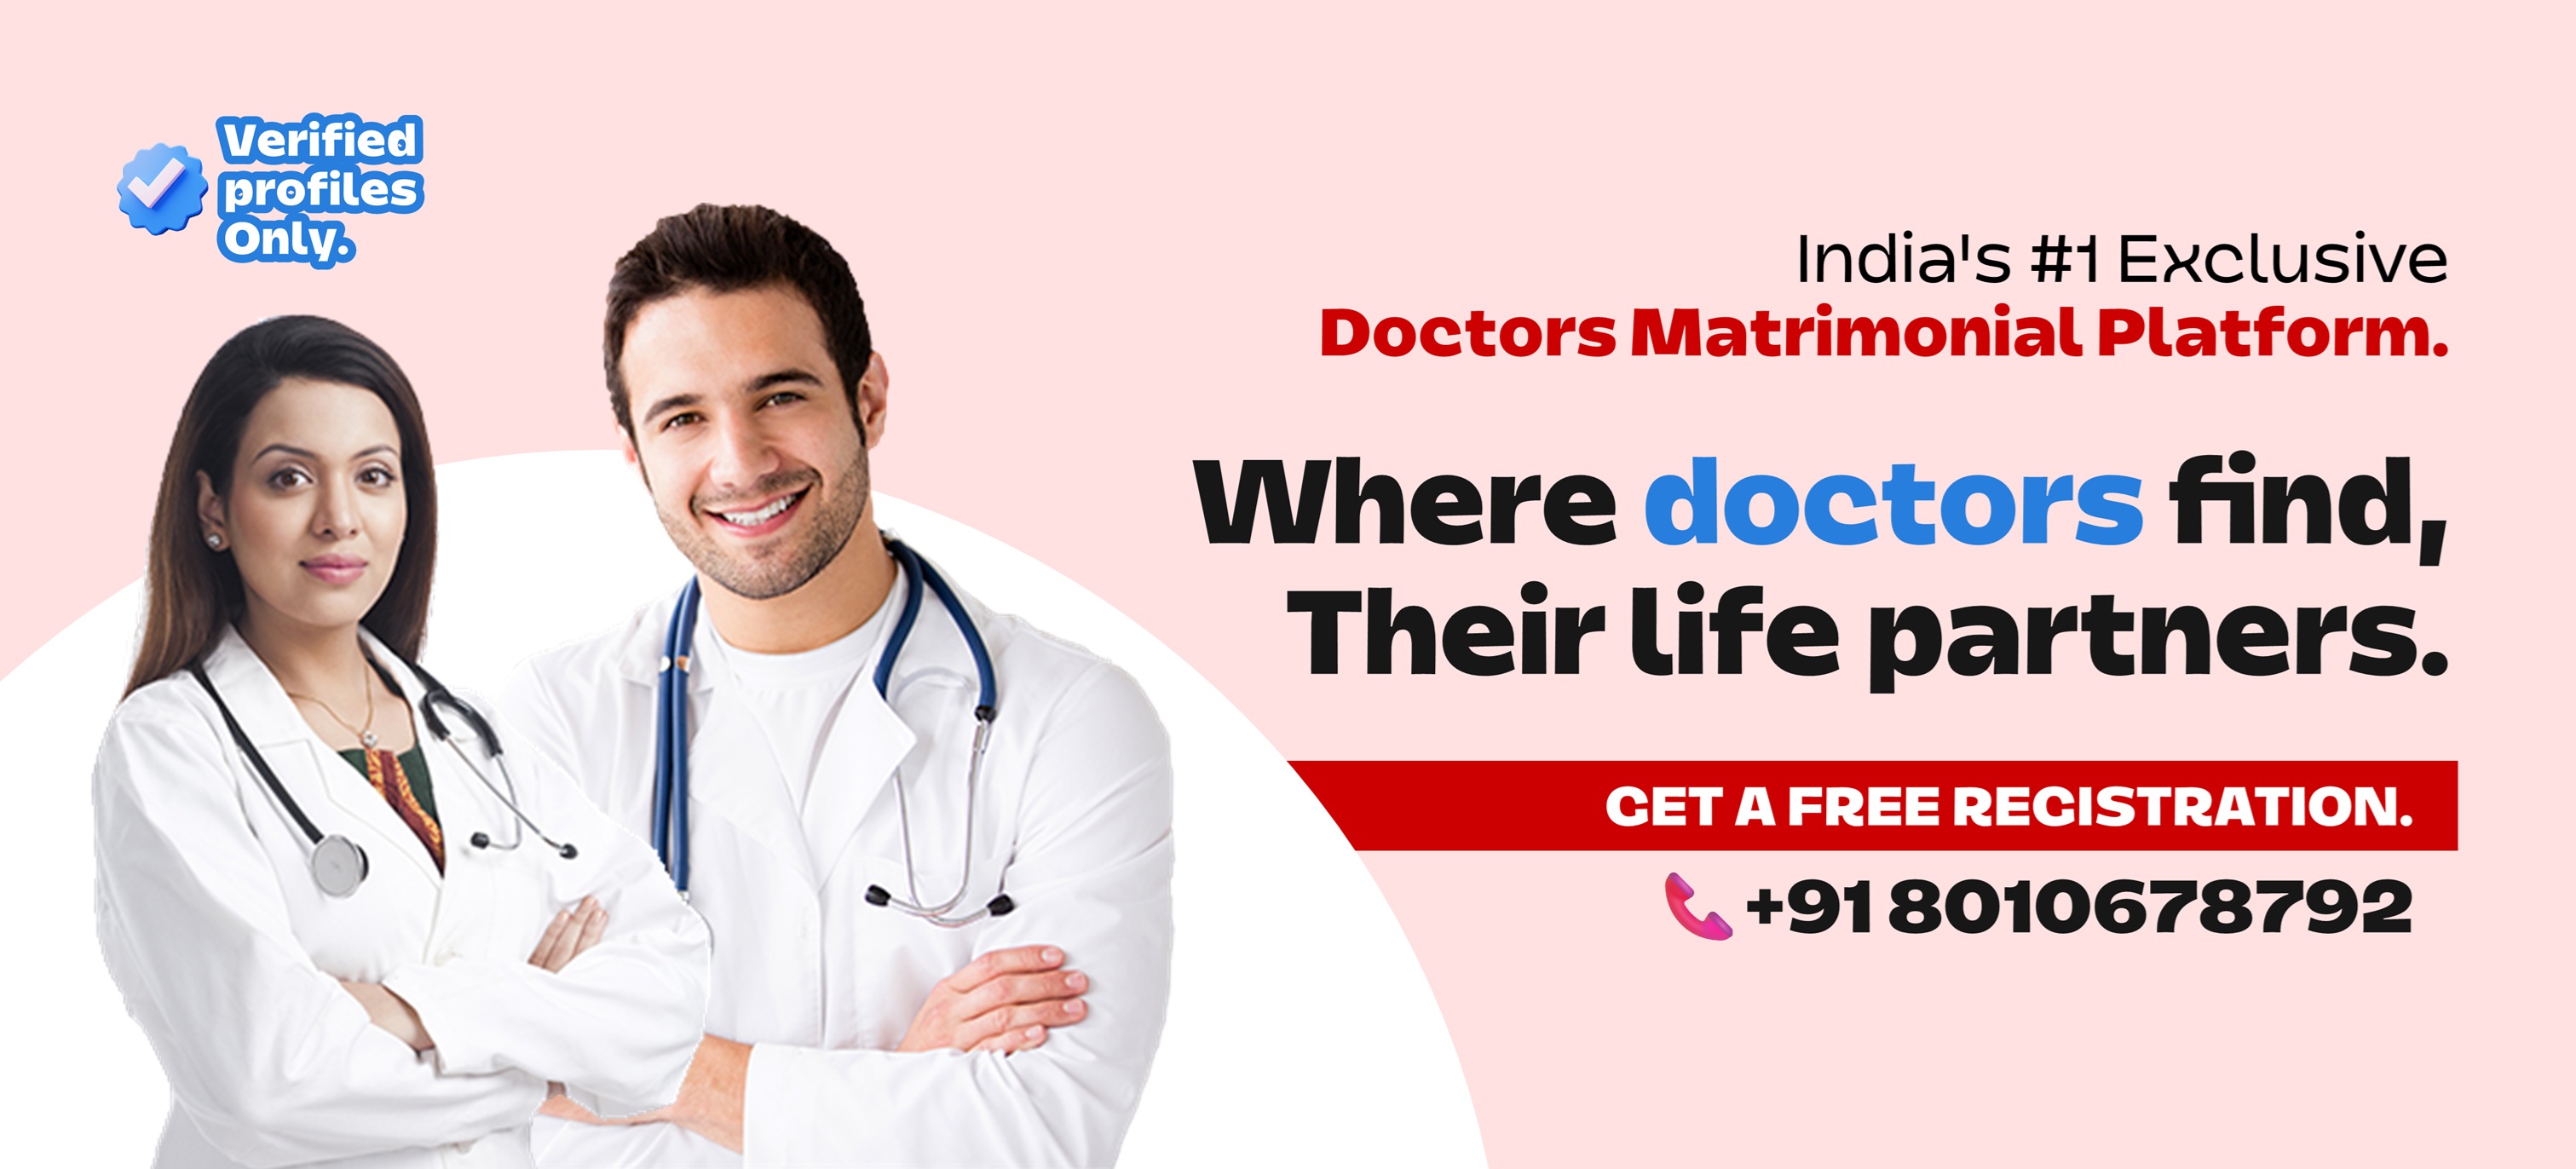 Verified
profiles
Only.
India's #1 Exclusive
Doctors Matrimonial Platform.
Where doctors find,
Their life partners.
GET A FREE REGISTRATION.
+91 8010678792